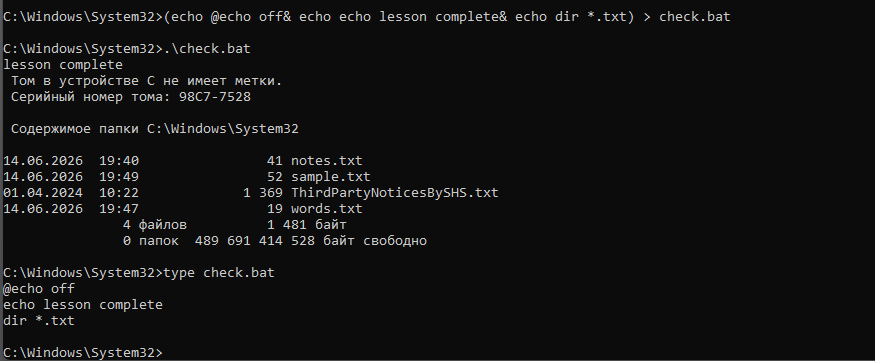 C:\Windows\System32>(echo @echo off& echo echo lesson complete& echo dir *.txt) > check.bat
C:\Windows\System32>.\check.bat
lesson complete
 Том в устройстве C не имеет метки.
 Серийный номер тома: 98C7-7528
 Содержимое папки C:\Windows\System32
14.06.2026  19:40                41 notes.txt
14.06.2026  19:49                52 sample.txt
01.04.2024  10:22             1 369 ThirdPartyNoticesBySHS.txt
14.06.2026  19:47                19 words.txt
               4 файлов          1 481 байт
               0 папок  489 691 414 528 байт свободно
C:\Windows\System32>type check.bat
@echo off
echo lesson complete
dir *.txt
C:\Windows\System32>